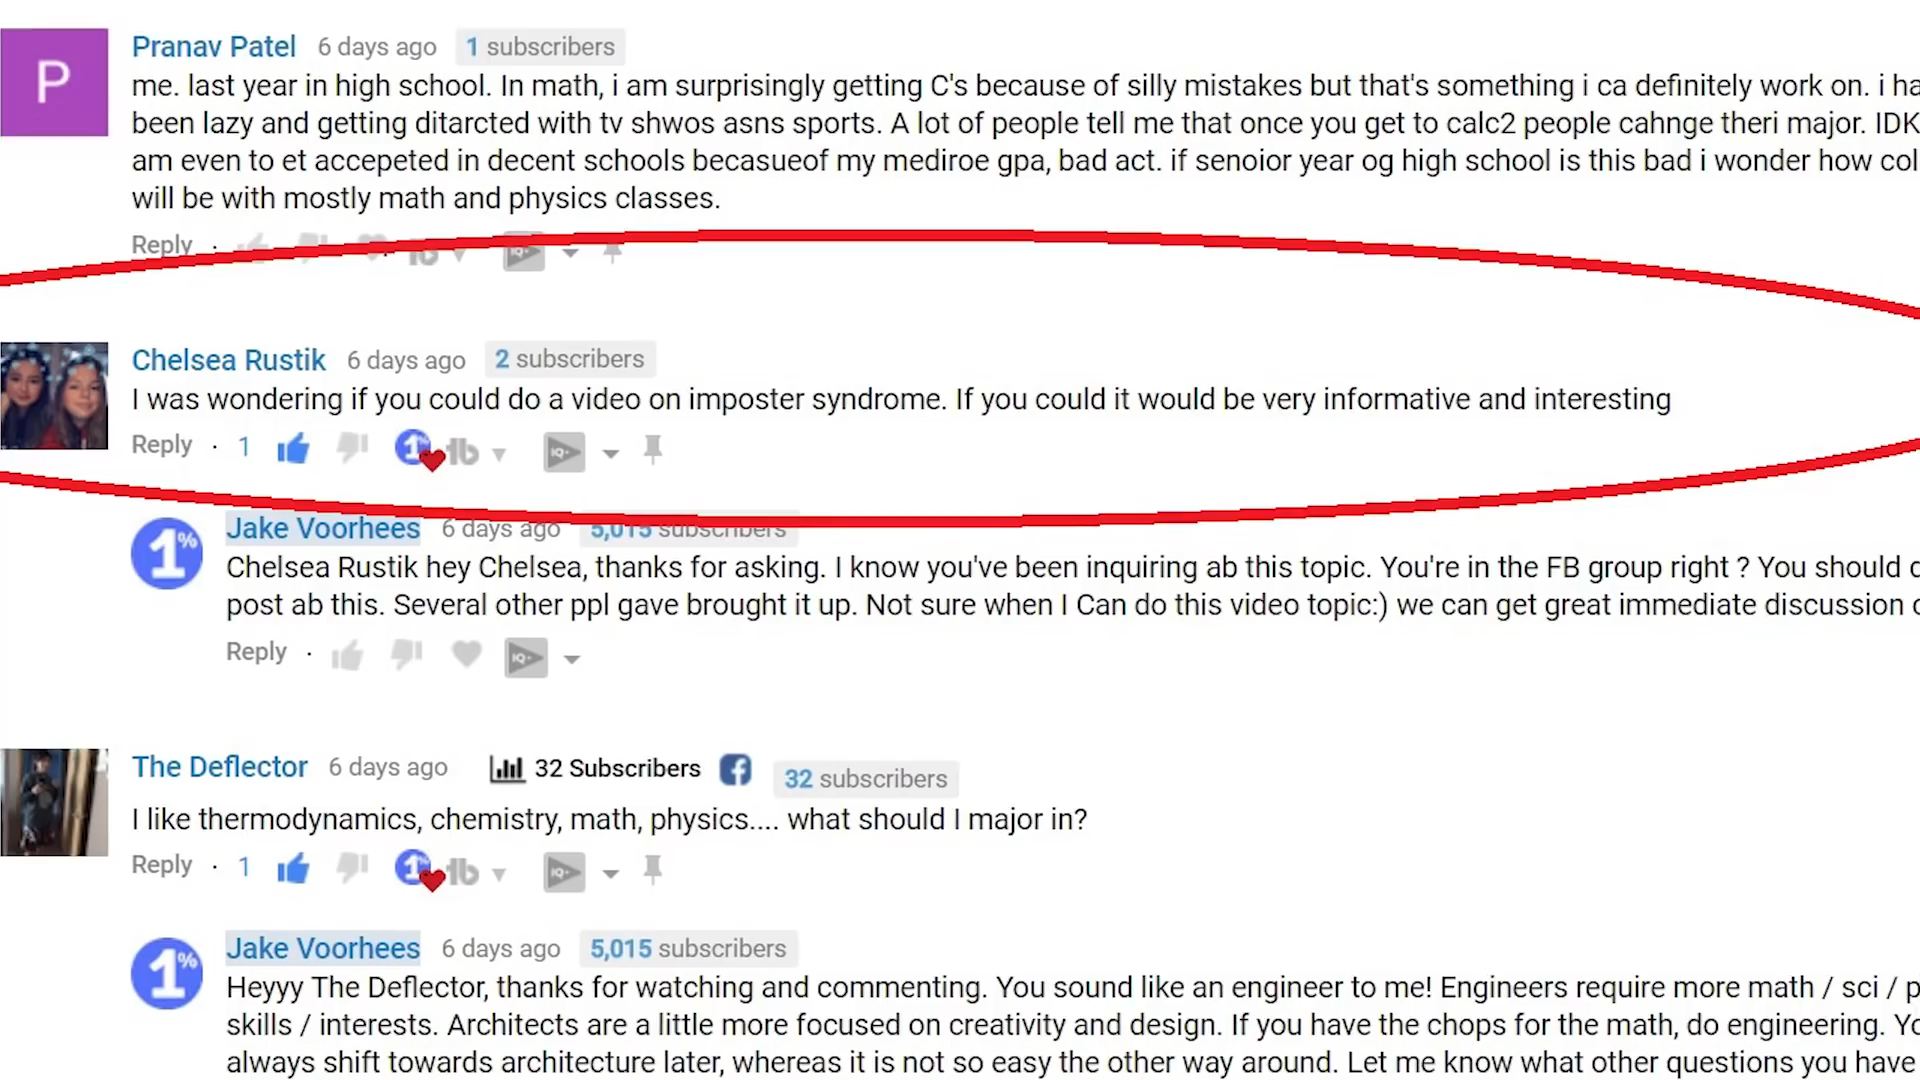 P
Pranav Patel 6 days ago 1 subscribers
me. last year in high school. In math, i am surprisingly getting C's because of silly mistakes but that's something i ca definitely work on. i ha
been lazy and getting ditarcted with tv shwos asns sports. A lot of people tell me that once you get to calc2 people cahnge theri major. IDK
am even to et accepeted in decent schools becasueof my mediroe gpa, bad act. if senoior year og high school is this bad i wonder how col
will be with mostly math and physics classes.
Reply
Chelsea Rustik 6 days ago 2 subscribers
I was wondering if you could do a video on imposter syndrome. If you could it would be very informative and interesting
Reply · 1
1% Jake Voorhees 6 days ago 5,015 subscribers
Chelsea Rustik hey Chelsea, thanks for asking. I know you've been inquiring ab this topic. You're in the FB group right ? You should
post ab this. Several other ppl gave brought it up. Not sure when I Can do this video topic:) we can get great immediate discussion
Reply ·
The Deflector 6 days ago 32 Subscribers 32 subscribers
I like thermodynamics, chemistry, math, physics.... what should I major in?
Reply · 1
1% Jake Voorhees 6 days ago 5,015 subscribers
Heyyy The Deflector, thanks for watching and commenting. You sound like an engineer to me! Engineers require more math / sci / p
skills / interests. Architects are a little more focused on creativity and design. If you have the chops for the math, do engineering. Yo
always shift towards architecture later, whereas it is not so easy the other way around. Let me know what other questions you have